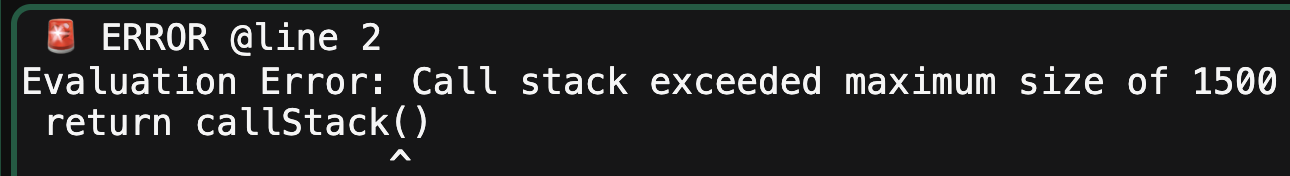 🚨 ERROR @line 2
Evaluation Error: Call stack exceeded maximum size of 1500
return callStack()
^